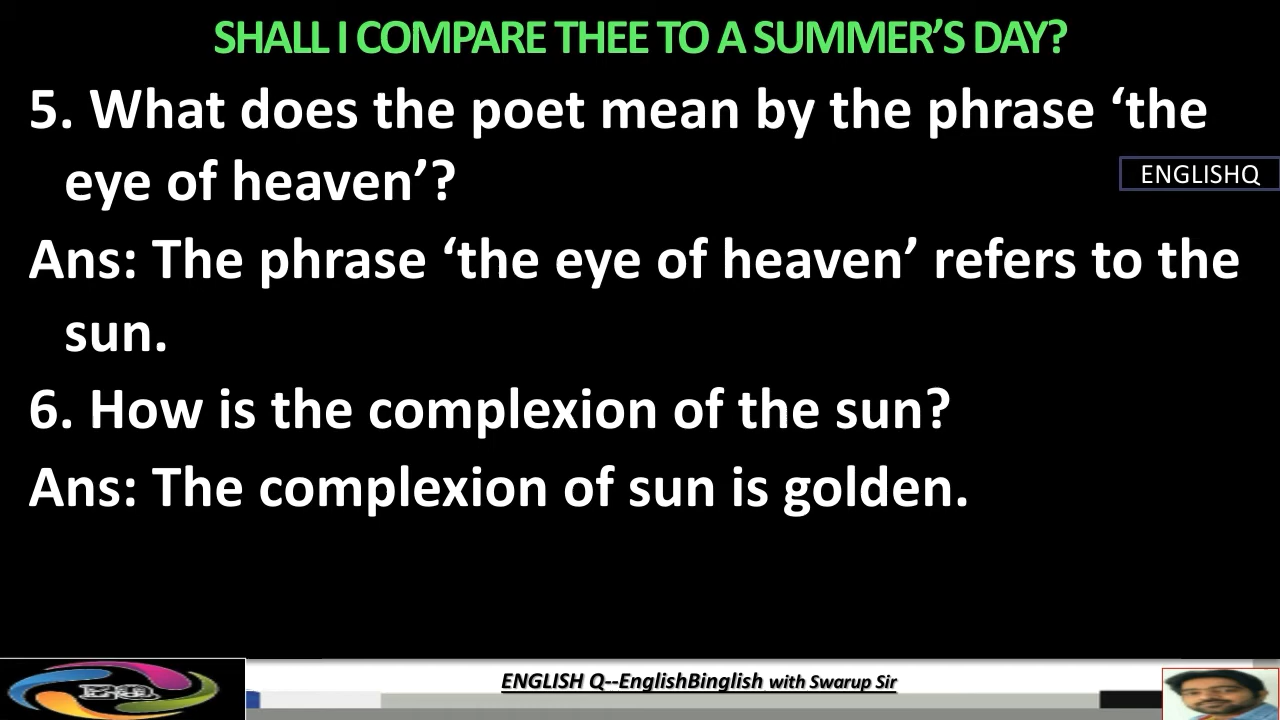 SHALL I COMPARE THEE TO A SUMMER’S DAY?
5. What does the poet mean by the phrase ‘the
eye of heaven’?
ENGLISHQ
Ans: The phrase ‘the eye of heaven’ refers to the
sun.
6. How is the complexion of the sun?
Ans: The complexion of sun is golden.
EQ
ENGLISH Q--EnglishBinglish with Swarup Sir